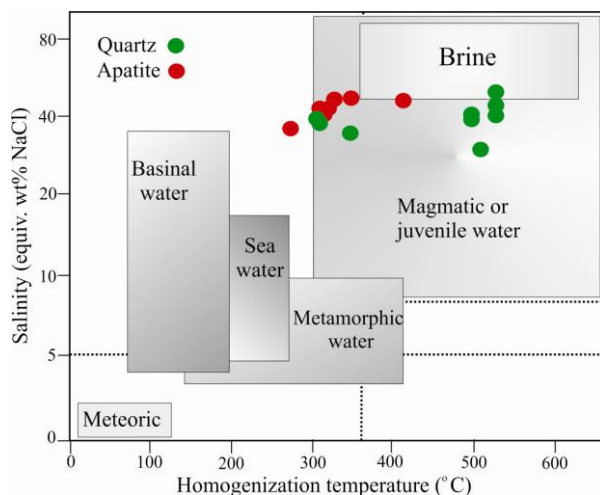 Salinity (equiv. wt% NaCl)
80
40
20
10
5
0
Quartz
Apatite
Brine
Basinal
water
Sea
water
Magmatic or
juvenile water
Metamorphic
water
Meteoric
0
100
200
300
400
500
600
Homogenization temperature (°C)